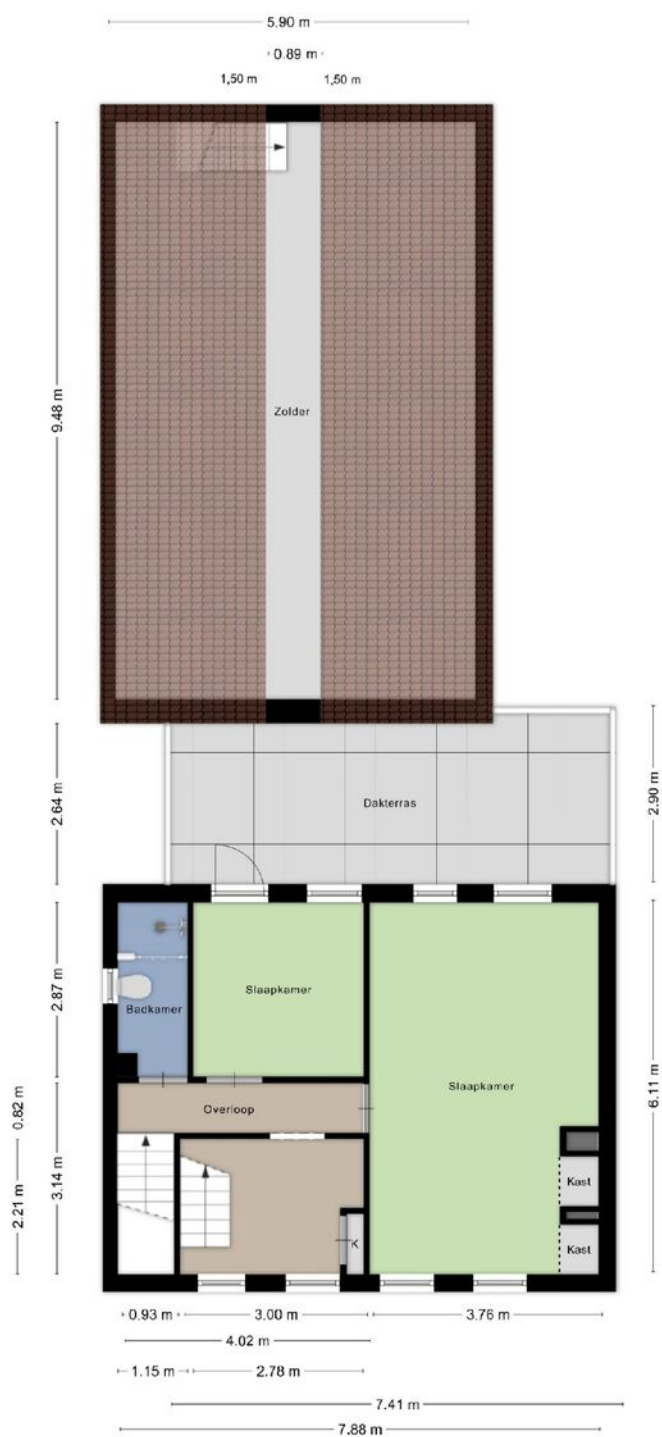 5.90 m
0.89 m
1,50 m 1,50 m
9.48 m
Zolder
2.64 m
Dakterras
2.90 m
2.87 m
Slaapkamer
Badkamer
Slaapkamer
6.11 m
0.82 m
Overloop
3.14 m
2.21 m
Kast
K
Kast
0.93 m 3.00 m 3.76 m
4.02 m
1.15 m 2.78 m
7.41 m
7.88 m